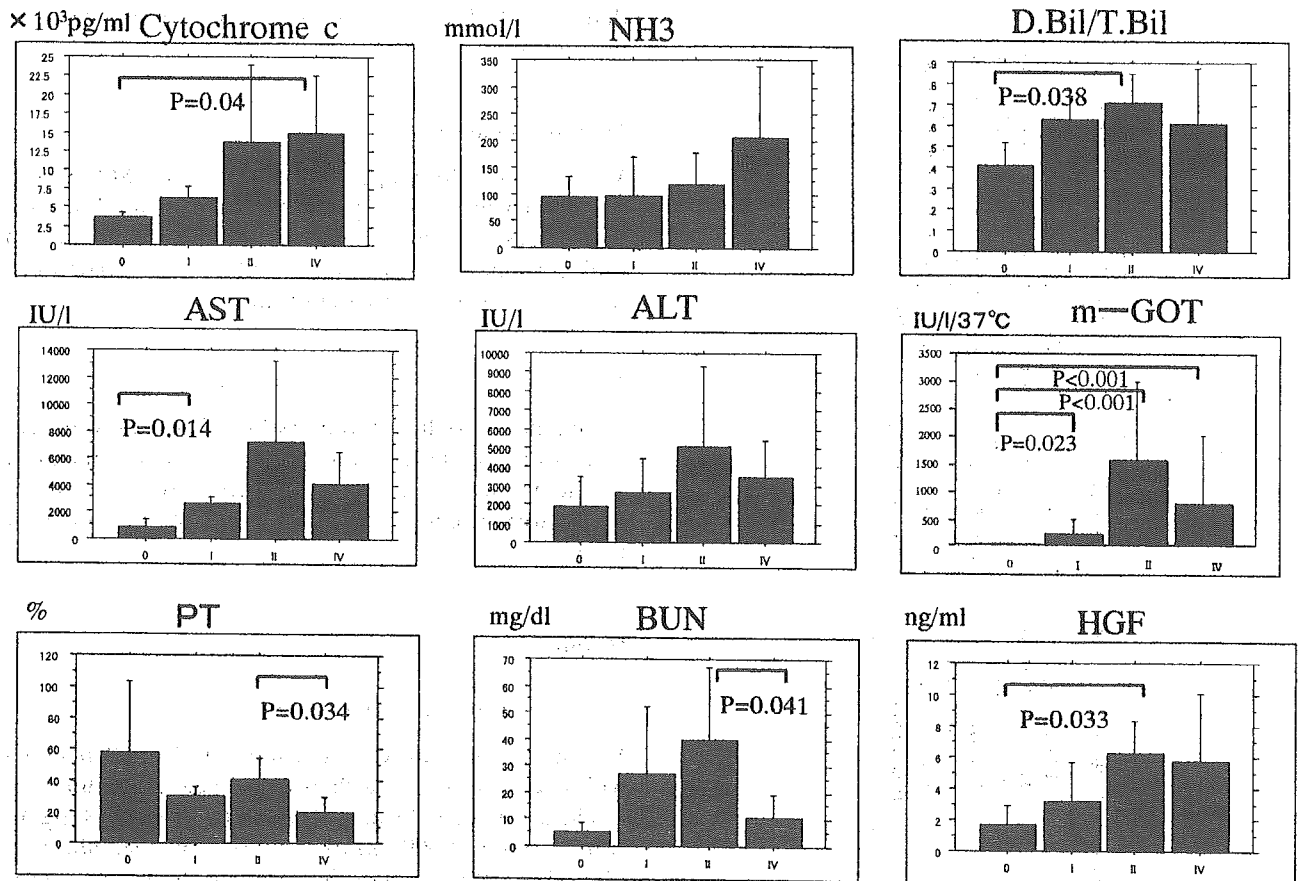 ×10³pg/ml Cytochrome c
25
22.5
20
17.5
15
12.5
10
7.5
5
2.5
0
P=0.04
0 I II IV
mmol/l NH3
350
300
250
200
150
100
50
0
0 I II IV
D.Bil/T.Bil
.9
.8
.7
.6
.5
.4
.3
.2
.1
0
P=0.038
0 I II IV
IU/l AST
14000
12000
10000
8000
6000
4000
2000
0
P=0.014
0 I II IV
IU/l ALT
10000
9000
8000
7000
6000
5000
4000
3000
2000
1000
0
0 I II IV
IU/l/37℃ m—GOT
3500
3000
2500
2000
1500
1000
500
0
P<0.001
P<0.001
P=0.023
0 I II IV
% PT
120
100
80
60
40
20
0
P=0.034
0 I II IV
mg/dl BUN
70
60
50
40
30
20
10
0
P=0.041
0 I II IV
ng/ml HGF
12
10
8
6
4
2
0
P=0.033
0 I II IV